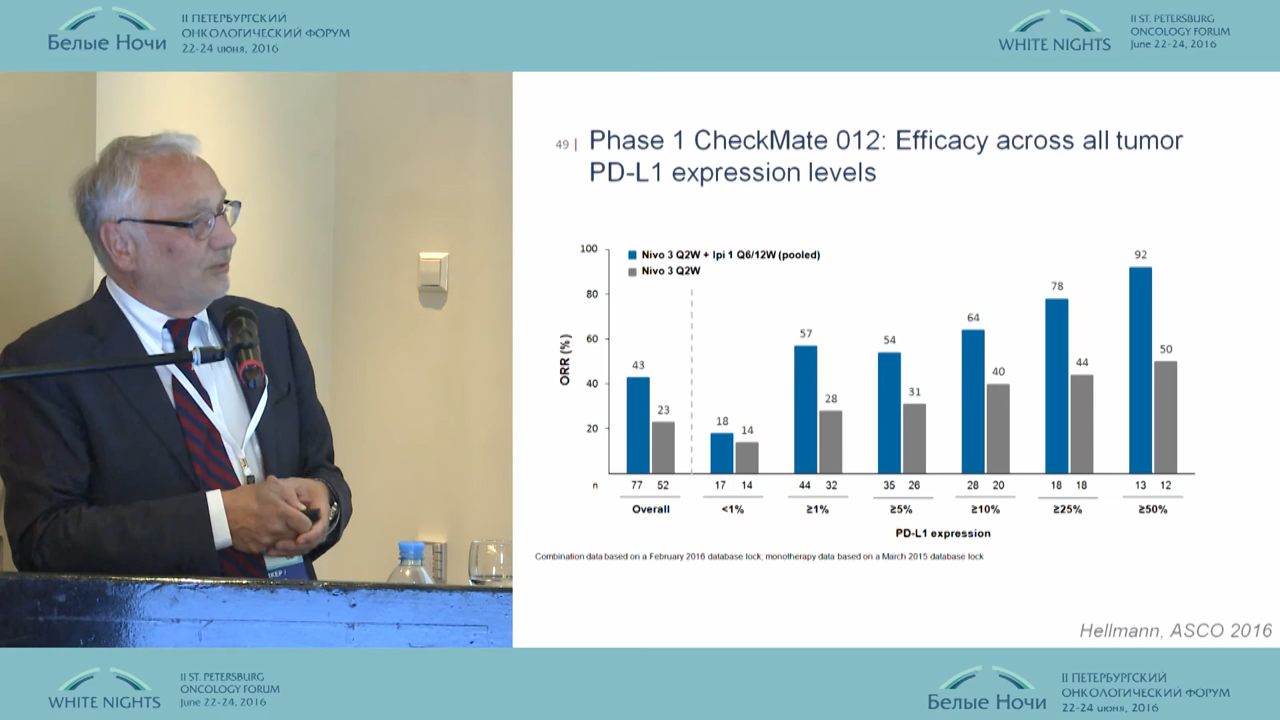 Белые Ночи
II ПЕТЕРБУРГСКИЙ
ОНКОЛОГИЧЕСКИЙ ФОРУМ
22-24 июня, 2016
WHITE NIGHTS
II ST. PETERSBURG
ONCOLOGY FORUM
June 22-24, 2016
49 |
Phase 1 CheckMate 012: Efficacy across all tumor
PD-L1 expression levels
Nivo 3 Q2W + Ipi 1 Q6/12W (pooled)
Nivo 3 Q2W
ORR (%)
100
80
60
40
20
43 23 18 14 57 28 54 31 64 40 78 44 92 50
n 77 52 17 14 44 32 35 26 28 20 18 18 13 12
Overall <1% ≥1% ≥5% ≥10% ≥25% ≥50%
PD-L1 expression
Combination data based on a February 2016 database lock; monotherapy data based on a March 2015 database lock
Hellmann, ASCO 2016
WHITE NIGHTS
II ST. PETERSBURG
ONCOLOGY FORUM
June 22-24, 2016
Белые Ночи
II ПЕТЕРБУРГСКИЙ
ОНКОЛОГИЧЕСКИЙ ФОРУМ
22-24 июня, 2016